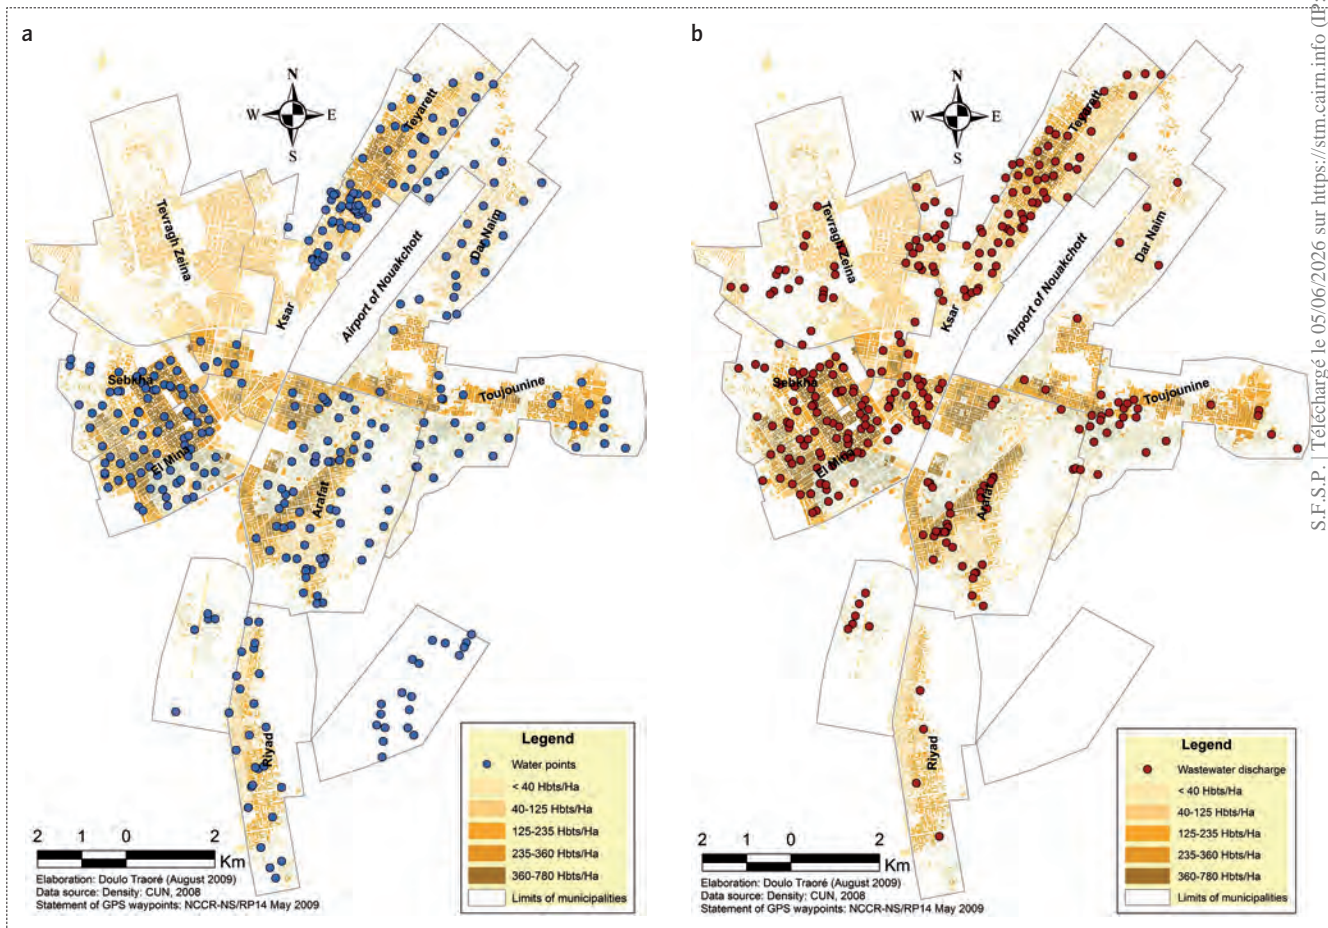 a
N
W
E
S
Teyarett
Tevragh Zeina
Ksar
Airport of Nouakchott
Dar Naim
Sebkha
El Mina
Toujounine
Arafat
Riyad
Legend
Water points
< 40 Hbts/Ha
40-125 Hbts/Ha
125-235 Hbts/Ha
235-360 Hbts/Ha
360-780 Hbts/Ha
Limits of municipalities
2 1 0 2
Km
Elaboration: Doulo Traoré (August 2009)
Data source: Density: CUN, 2008
Statement of GPS waypoints: NCCR-NS/RP14 May 2009
b
N
W
E
S
Teyarett
Tevragh Zeina
Ksar
Airport of Nouakchott
Dar Naim
Sebkha
El Mina
Toujounine
Arafat
Riyad
Legend
Wastewater discharge
< 40 Hbts/Ha
40-125 Hbts/Ha
125-235 Hbts/Ha
235-360 Hbts/Ha
360-780 Hbts/Ha
Limits of municipalities
2 1 0 2
Km
Elaboration: Doulo Traoré (August 2009)
Data source: Density: CUN, 2008
Statement of GPS waypoints: NCCR-NS/RP14 May 2009
S.F.S.P. | Téléchargé le 05/06/2026 sur https://stm.cairn.info (IP: